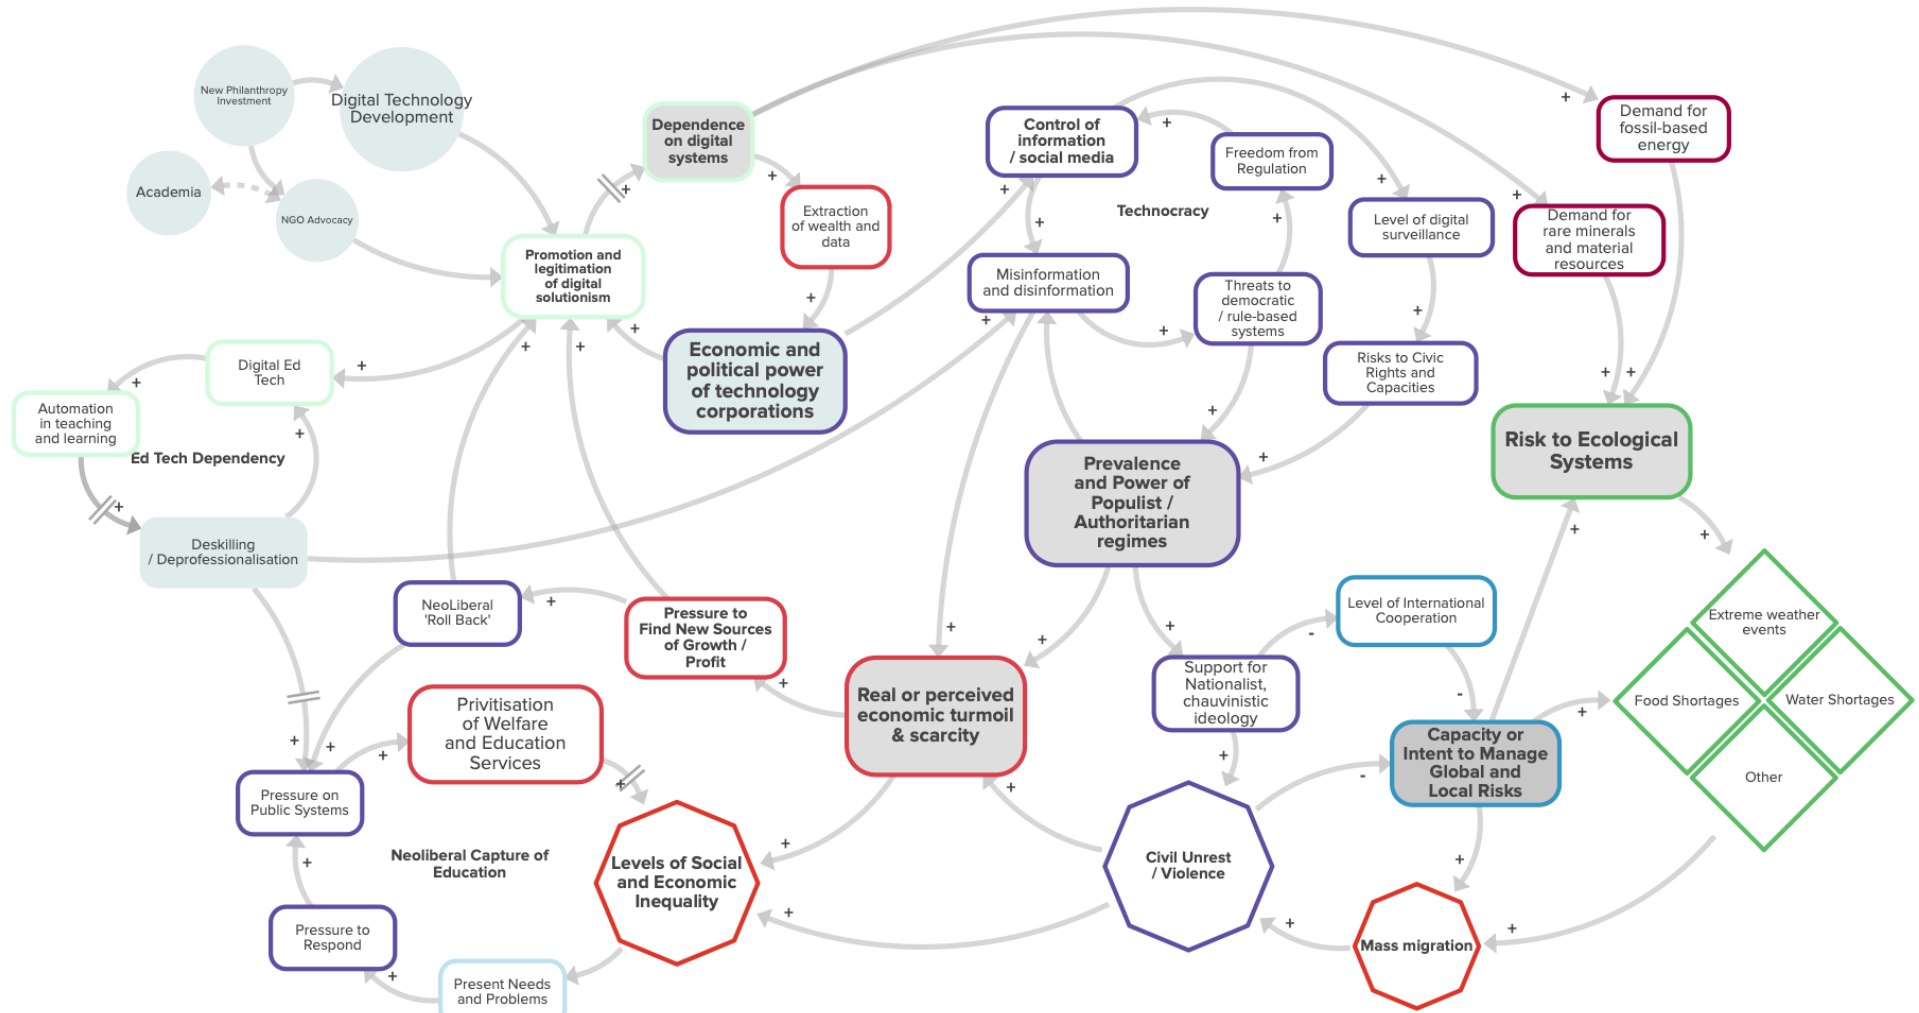 New Philanthropy
Investment
Digital Technology
Development
Academia
NGO Advocacy
Dependence
on digital
systems
+
+
Extraction
of wealth and
data
+
Promotion and
legitimation
of digital
solutionism
+
+
+
Economic and
political power
of technology
corporations
Digital Ed
Tech
+
+
Automation
in teaching
and learning
Ed Tech Dependency
+
+
Deskilling
/ Deprofessionalisation
Control of
information
/ social media
+
+
+
Freedom from
Regulation
Technocracy
+
+
Level of digital
surveillance
Misinformation
and disinformation
+
+
Threats to
democratic
/ rule-based
systems
+
Risks to Civic
Rights and
Capacities
+
+
Demand for
fossil-based
energy
+
+
Demand for
rare minerals
and material
resources
+
+
Risk to Ecological
Systems
+
+
Prevalence
and Power of
Populist /
Authoritarian
regimes
+
+
+
NeoLiberal
'Roll Back'
+
Pressure to
Find New Sources
of Growth /
Profit
+
Real or perceived
economic turmoil
& scarcity
Support for
Nationalist,
chauvinistic
ideology
-
Level of International
Cooperation
-
+
+
Capacity or
Intent to Manage
Global and
Local Risks
-
+
+
Extreme weather
events
Food Shortages
Water Shortages
Other
Privitisation
of Welfare
and Education
Services
+
+
+
+
Pressure on
Public Systems
+
Neoliberal Capture of
Education
Levels of Social
and Economic
Inequality
+
+
Civil Unrest
/ Violence
+
Mass migration
+
Pressure to
Respond
+
Present Needs
and Problems